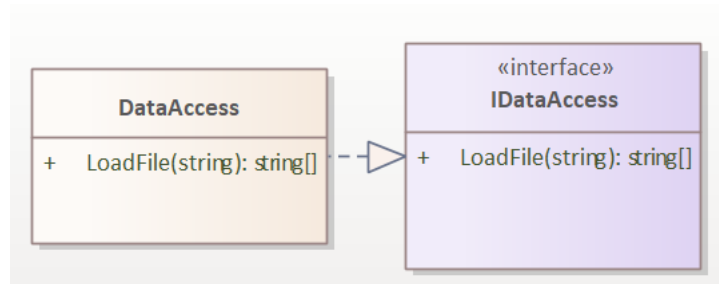 DataAccess
+ LoadFile(string): string[]
«interface»
IDataAccess
+ LoadFile(string): string[]